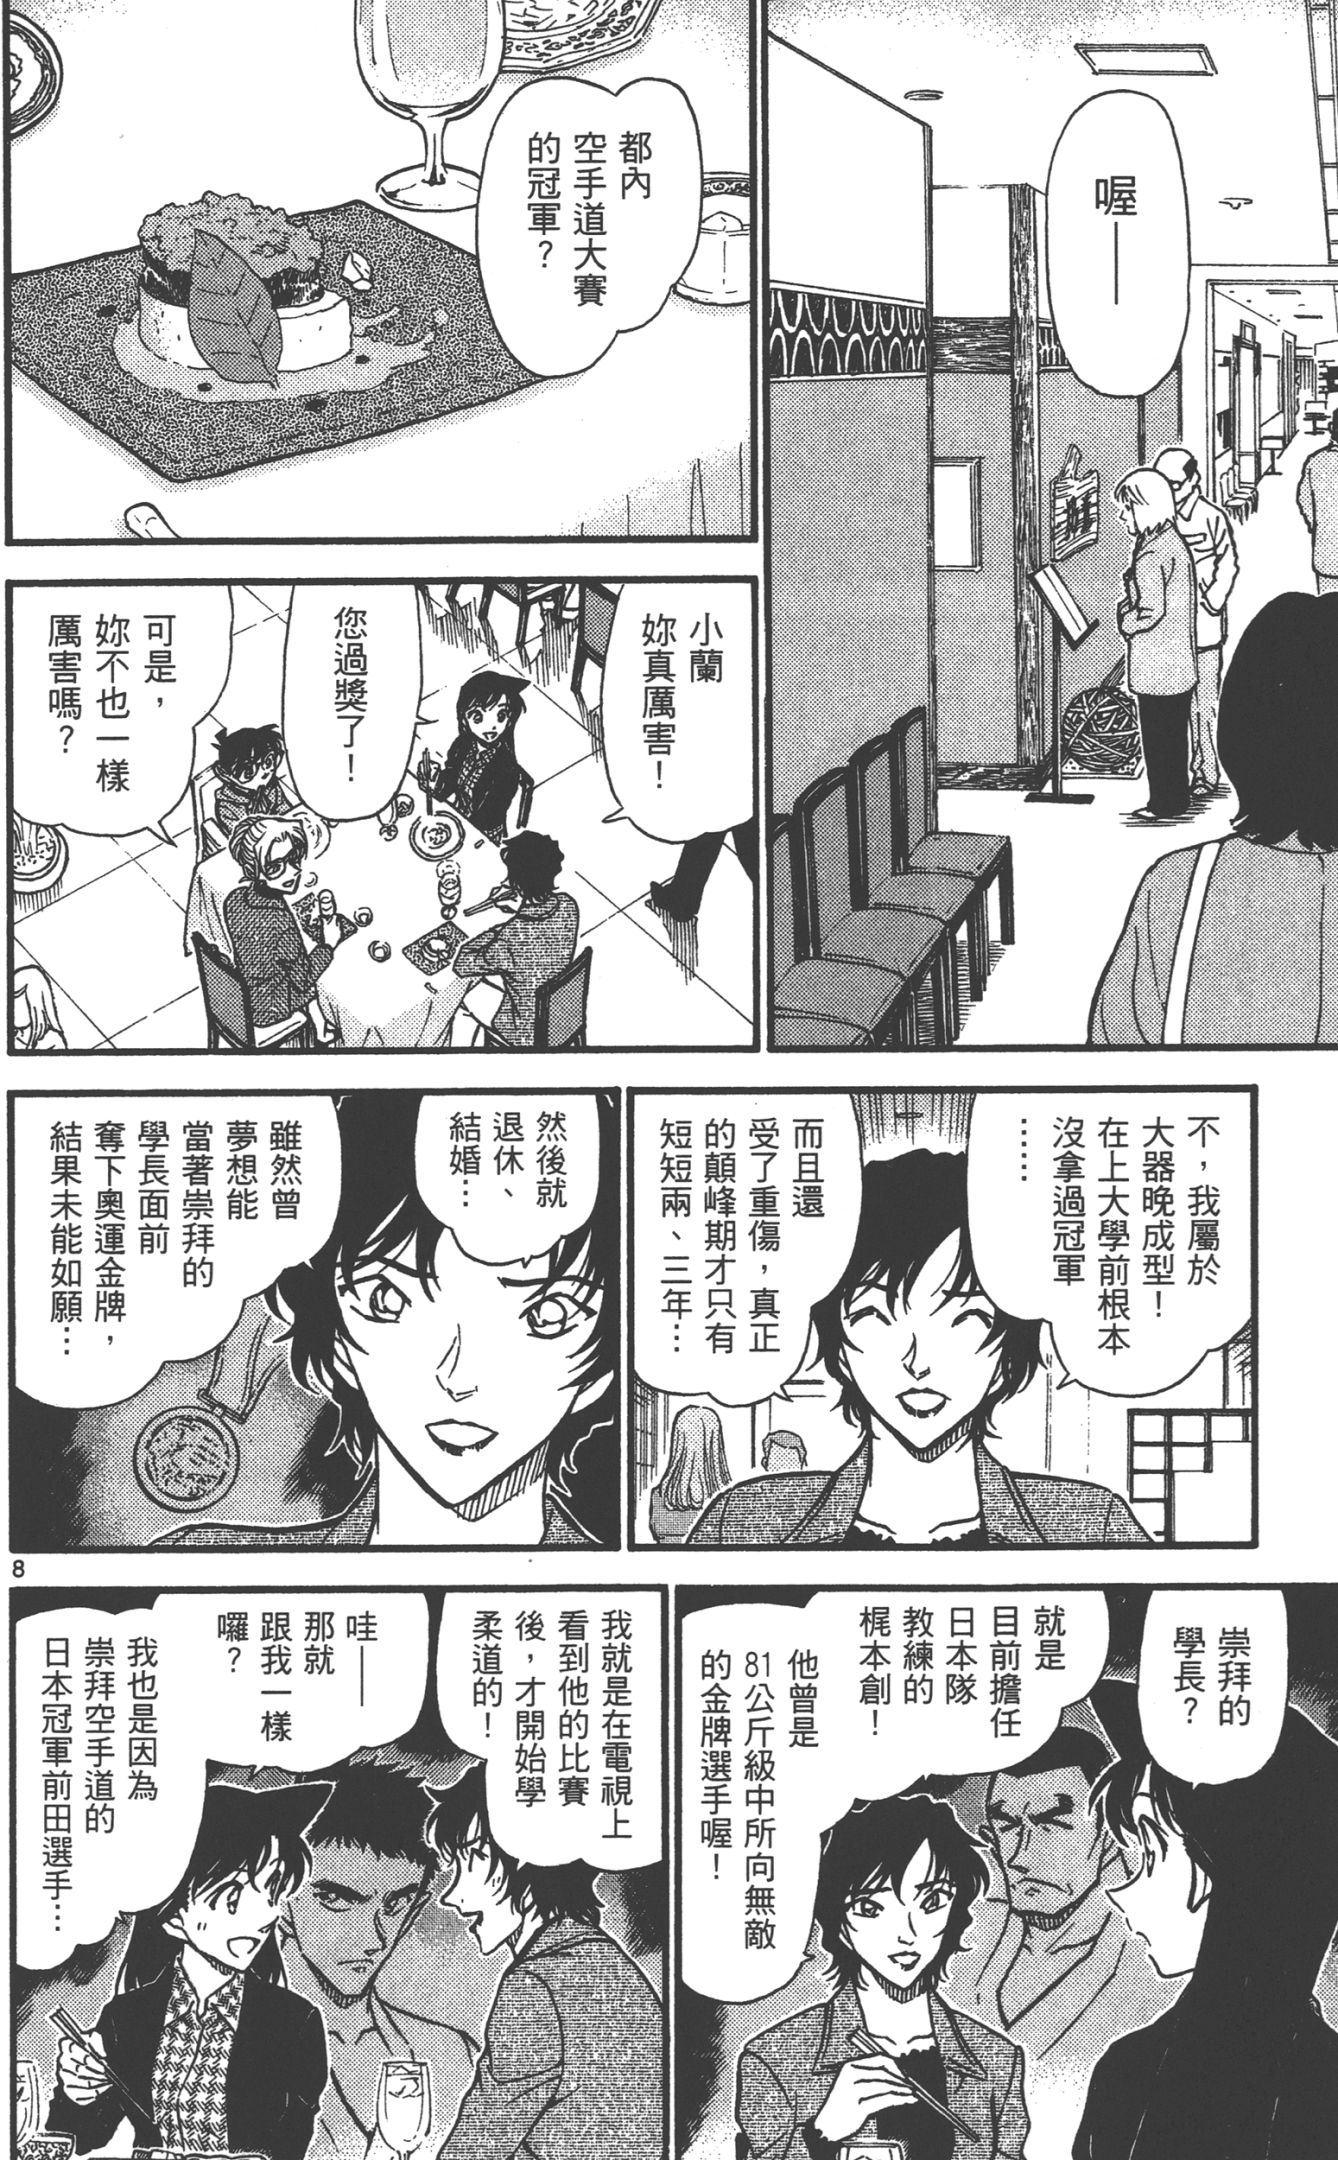 喔——
都內
空手道大賽
的冠軍？
小蘭
妳真厲害！
您過獎了！
可是，
妳不也一樣
厲害嗎？
不，我屬於
大器晚成型！
在上大學前根本
沒拿過冠軍
……
而且還
受了重傷，真正
的顛峰期才只有
短短兩、三年…
然後就
退休、
結婚…
雖然曾
夢想能
當著崇拜的
學長面前
奪下奧運金牌，
結果未能如願…
8
崇拜的
學長？
就是
目前擔任
日本隊
教練的
梶本創！
他曾是
81公斤級中所向無敵
的金牌選手喔！
我就是在電視上
看到他的比賽
後，才開始學
柔道的！
哇——
那就
跟我一樣
囉？
我也是因為
崇拜空手道的
日本冠軍前田選手…